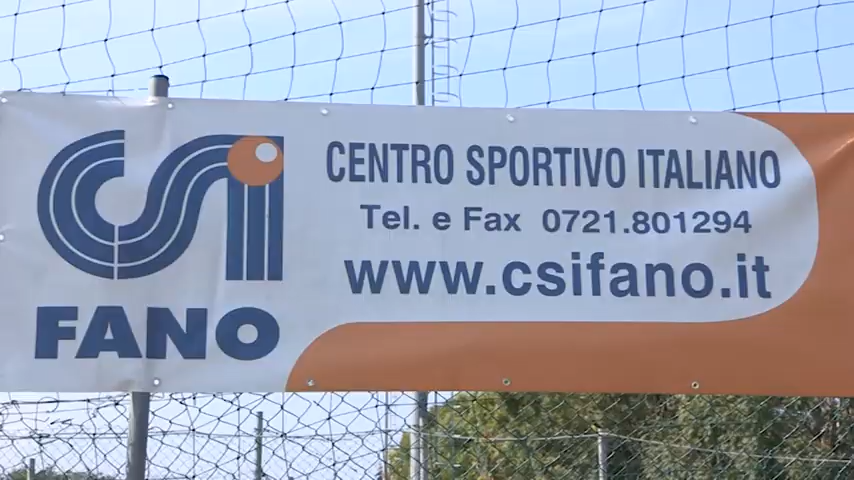 CSi
FANO
CENTRO SPORTIVO ITALIANO
Tel. e Fax 0721.801294
www.csifano.it